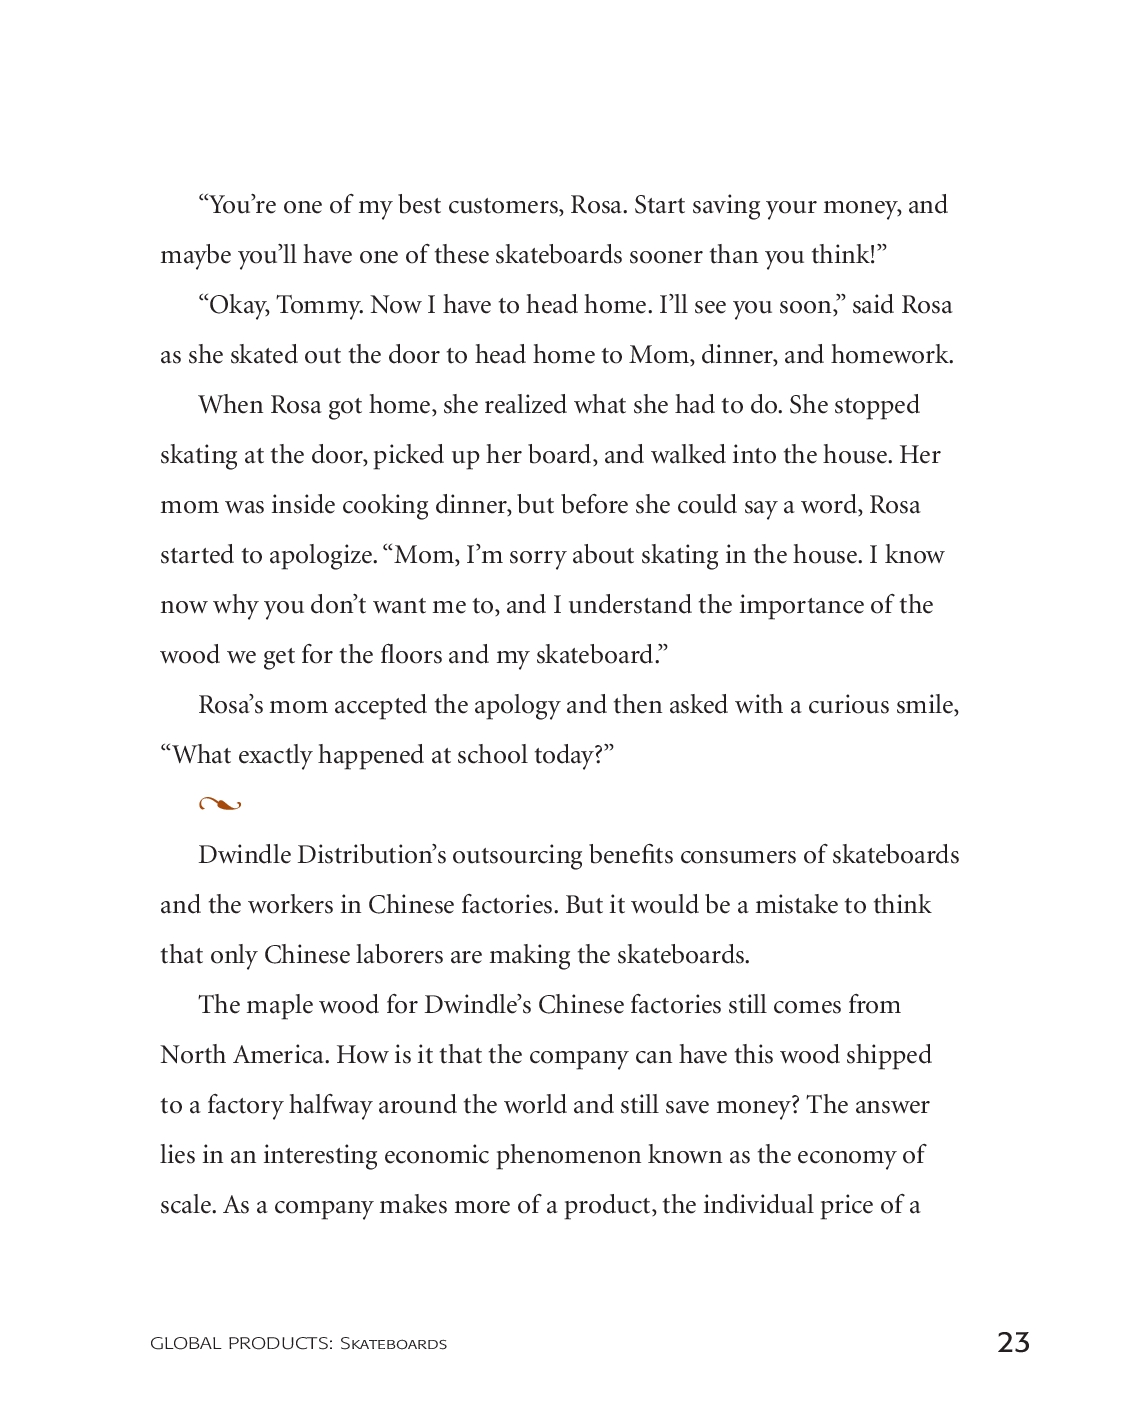 “You’re one of my best customers, Rosa. Start saving your money, and
maybe you’ll have one of these skateboards sooner than you think!”
“Okay, Tommy. Now I have to head home. I’ll see you soon,” said Rosa
as she skated out the door to head home to Mom, dinner, and homework.
When Rosa got home, she realized what she had to do. She stopped
skating at the door, picked up her board, and walked into the house. Her
mom was inside cooking dinner, but before she could say a word, Rosa
started to apologize. “Mom, I’m sorry about skating in the house. I know
now why you don’t want me to, and I understand the importance of the
wood we get for the floors and my skateboard.”
Rosa’s mom accepted the apology and then asked with a curious smile,
“What exactly happened at school today?”
Dwindle Distribution’s outsourcing benefits consumers of skateboards
and the workers in Chinese factories. But it would be a mistake to think
that only Chinese laborers are making the skateboards.
The maple wood for Dwindle’s Chinese factories still comes from
North America. How is it that the company can have this wood shipped
to a factory halfway around the world and still save money? The answer
lies in an interesting economic phenomenon known as the economy of
scale. As a company makes more of a product, the individual price of a
GLOBAL PRODUCTS: Skateboards 23